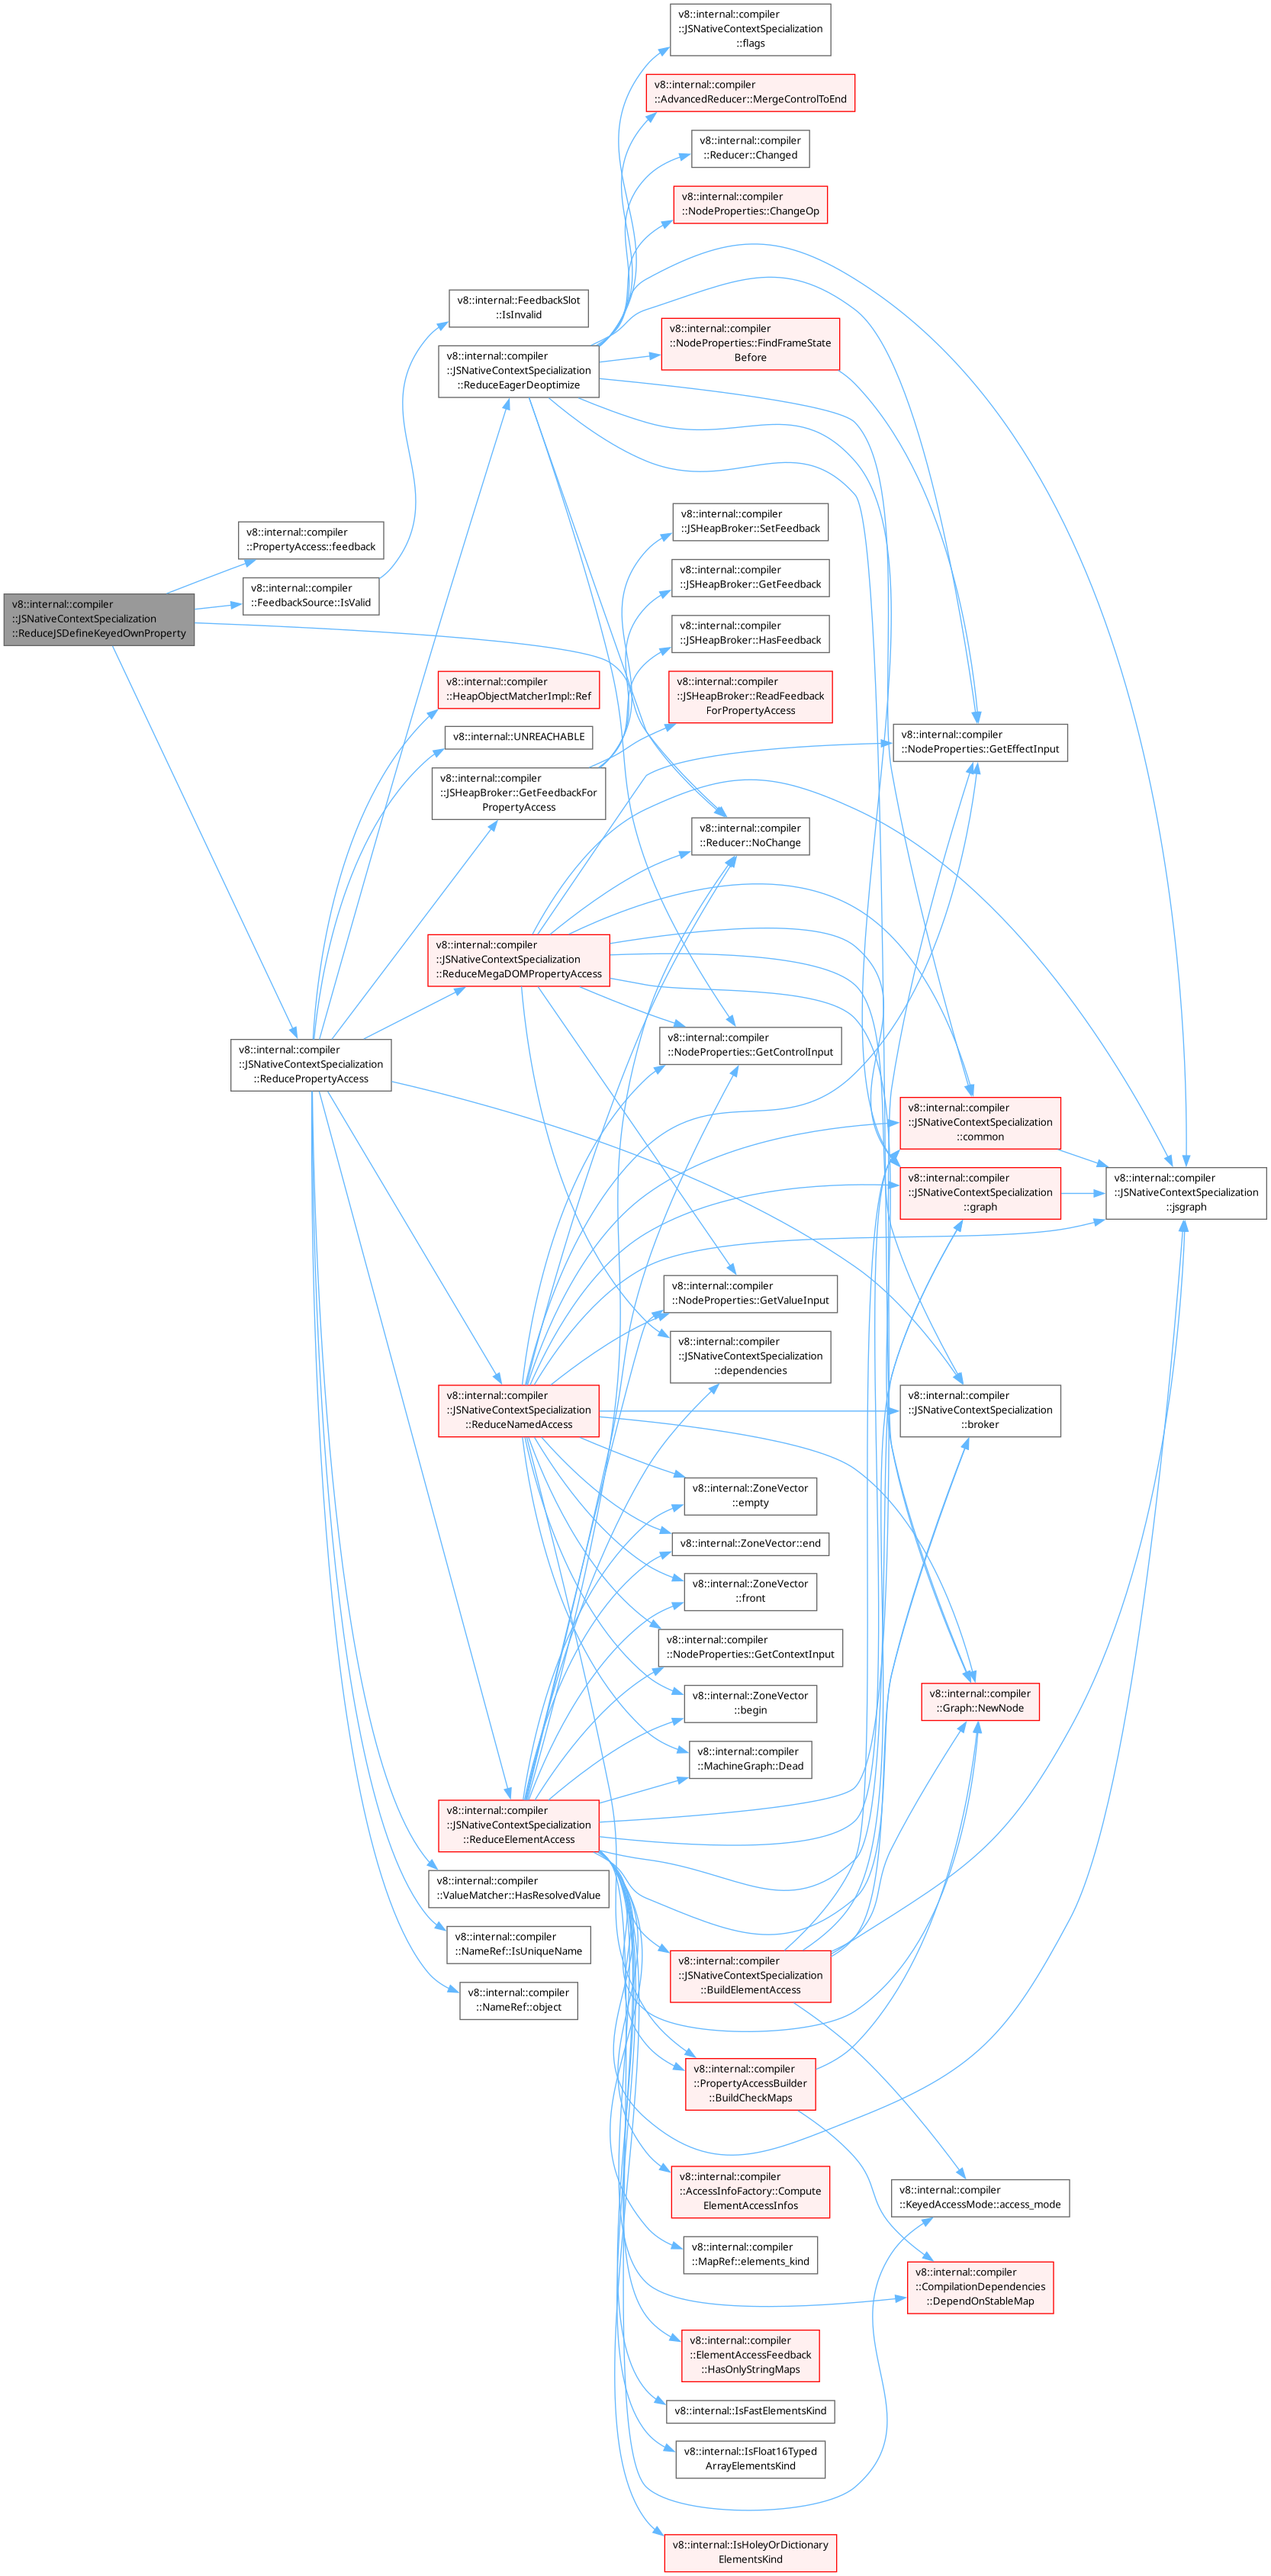 v8::internal::compiler
::JSNativeContextSpecialization
::flags
v8::internal::compiler
::AdvancedReducer::MergeControlToEnd
v8::internal::compiler
::Reducer::Changed
v8::internal::compiler
::NodeProperties::ChangeOp
v8::internal::FeedbackSlot
::IsInvalid
v8::internal::compiler
::NodeProperties::FindFrameState
Before
v8::internal::compiler
::JSNativeContextSpecialization
::ReduceEagerDeoptimize
v8::internal::compiler
::JSHeapBroker::SetFeedback
v8::internal::compiler
::PropertyAccess::feedback
v8::internal::compiler
::JSHeapBroker::GetFeedback
v8::internal::compiler
::FeedbackSource::IsValid
v8::internal::compiler
::JSNativeContextSpecialization
::ReduceJSDefineKeyedOwnProperty
v8::internal::compiler
::JSHeapBroker::HasFeedback
v8::internal::compiler
::HeapObjectMatcherImpl::Ref
v8::internal::compiler
::JSHeapBroker::ReadFeedback
ForPropertyAccess
v8::internal::UNREACHABLE
v8::internal::compiler
::NodeProperties::GetEffectInput
v8::internal::compiler
::JSHeapBroker::GetFeedbackFor
PropertyAccess
v8::internal::compiler
::Reducer::NoChange
v8::internal::compiler
::JSNativeContextSpecialization
::ReduceMegaDOMPropertyAccess
v8::internal::compiler
::NodeProperties::GetControlInput
v8::internal::compiler
::JSNativeContextSpecialization
::ReducePropertyAccess
v8::internal::compiler
::JSNativeContextSpecialization
::common
v8::internal::compiler
::JSNativeContextSpecialization
::graph
v8::internal::compiler
::JSNativeContextSpecialization
::jsgraph
v8::internal::compiler
::NodeProperties::GetValueInput
v8::internal::compiler
::JSNativeContextSpecialization
::dependencies
v8::internal::compiler
::JSNativeContextSpecialization
::ReduceNamedAccess
v8::internal::compiler
::JSNativeContextSpecialization
::broker
v8::internal::ZoneVector
::empty
v8::internal::ZoneVector::end
v8::internal::ZoneVector
::front
v8::internal::compiler
::NodeProperties::GetContextInput
v8::internal::ZoneVector
::begin
v8::internal::compiler
::Graph::NewNode
v8::internal::compiler
::MachineGraph::Dead
v8::internal::compiler
::JSNativeContextSpecialization
::ReduceElementAccess
v8::internal::compiler
::ValueMatcher::HasResolvedValue
v8::internal::compiler
::NameRef::IsUniqueName
v8::internal::compiler
::JSNativeContextSpecialization
::BuildElementAccess
v8::internal::compiler
::NameRef::object
v8::internal::compiler
::PropertyAccessBuilder
::BuildCheckMaps
v8::internal::compiler
::AccessInfoFactory::Compute
ElementAccessInfos
v8::internal::compiler
::KeyedAccessMode::access_mode
v8::internal::compiler
::MapRef::elements_kind
v8::internal::compiler
::CompilationDependencies
::DependOnStableMap
v8::internal::compiler
::ElementAccessFeedback
::HasOnlyStringMaps
v8::internal::IsFastElementsKind
v8::internal::IsFloat16Typed
ArrayElementsKind
v8::internal::IsHoleyOrDictionary
ElementsKind